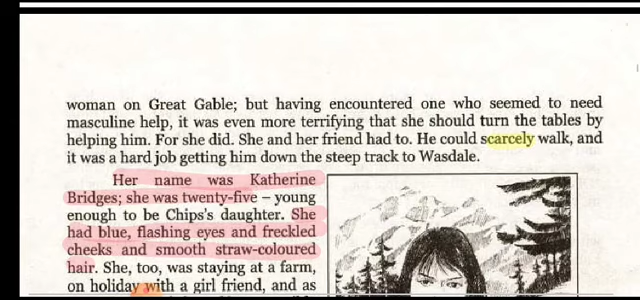 woman on Great Gable; but having encountered one who seemed to need
masculine help, it was even more terrifying that she should turn the tables by
helping him. For she did. She and her friend had to. He could scarcely walk, and
it was a hard job getting him down the steep track to Wasdale.
Her name was Katherine
Bridges; she was twenty-five – young
enough to be Chips's daughter. She
had blue, flashing eyes and freckled
cheeks and smooth straw-coloured
hair. She, too, was staying at a farm,
on holiday with a girl friend, and as